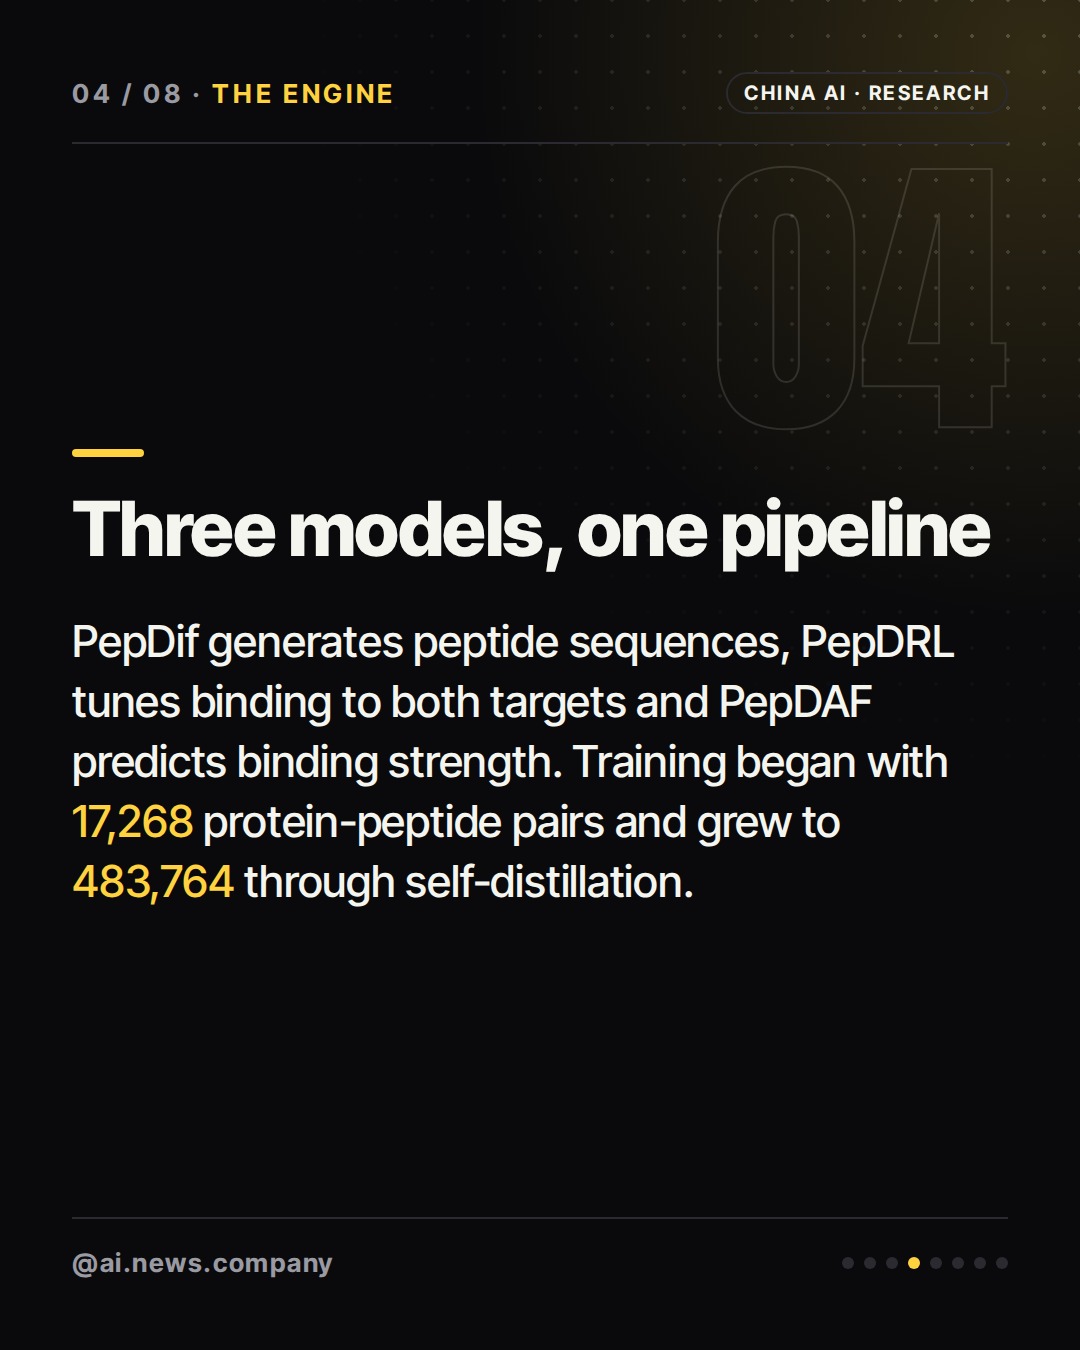 04 / 08 · THE ENGINE
CHINA AI · RESEARCH
04
Three models, one pipeline
PepDif generates peptide sequences, PepDRL
tunes binding to both targets and PepDAF
predicts binding strength. Training began with
17,268 protein-peptide pairs and grew to
483,764 through self-distillation.
@ai.news.company